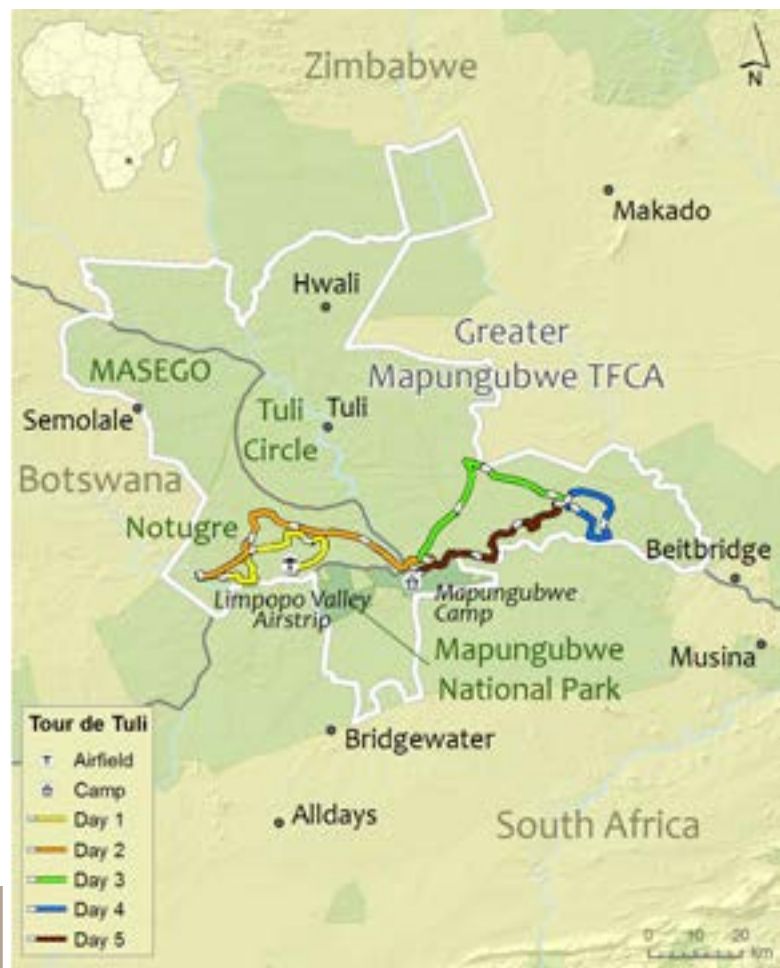 Zimbabwe
N
Makado
Hwali
Greater
Mapungubwe TFCA
MASEGO
Semolale
Tuli
Tuli
Circle
Botswana
Notugre
Beitbridge
Limpopo Valley
Airstrip
Mapungubwe
Camp
Musina
Mapungubwe
National Park
Bridgewater
Alldays
South Africa
Tour de Tuli
Airfield
Camp
Day 1
Day 2
Day 3
Day 4
Day 5
0 10 20
km